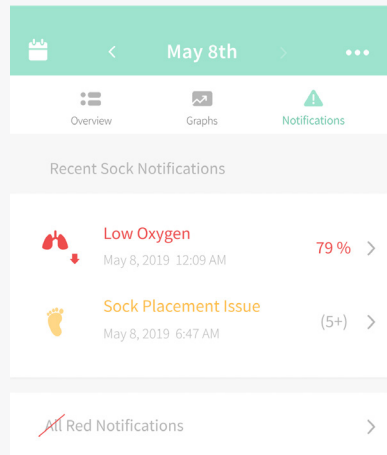 May 8th
Overview
Graphs
Notifications
Recent Sock Notifications
Low Oxygen
79 %
May 8, 2019 12:09 AM
Sock Placement Issue
(5+)
May 8, 2019 6:47 AM
All Red Notifications